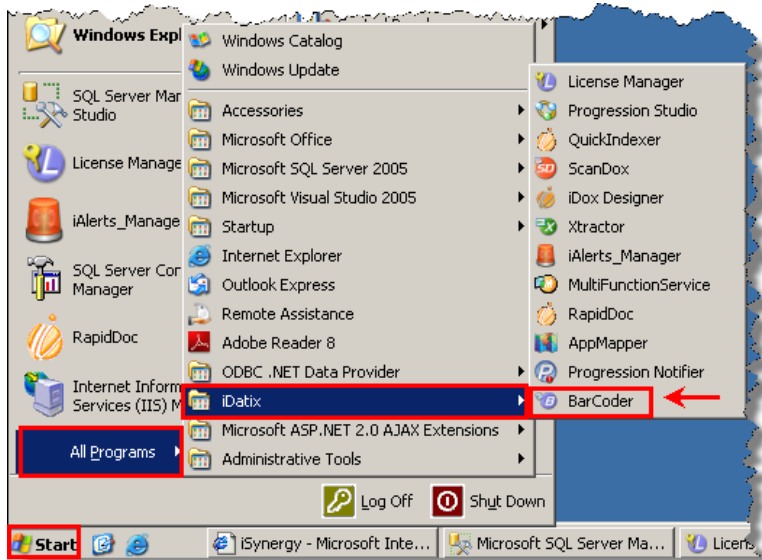 Windows Expl
SQL Server Mar
Studio
License Manage
iAlerts_Manage
SQL Server Cor
Manager
RapidDoc
Internet Inform
Services (IIS) M
All Programs
Windows Catalog
Windows Update
Accessories
Microsoft Office
Microsoft SQL Server 2005
Microsoft Visual Studio 2005
Startup
Internet Explorer
Outlook Express
Remote Assistance
Adobe Reader 8
ODBC .NET Data Provider
iDatix
Microsoft ASP.NET 2.0 AJAX Extensions
Administrative Tools
License Manager
Progression Studio
QuickIndexer
ScanDox
iDox Designer
Xtractor
iAlerts_Manager
MultiFunctionService
RapidDoc
AppMapper
Progression Notifier
BarCoder
Log Off
Shut Down
Start
iSynergy - Microsoft Inte...
Microsoft SQL Server Ma...
Licens